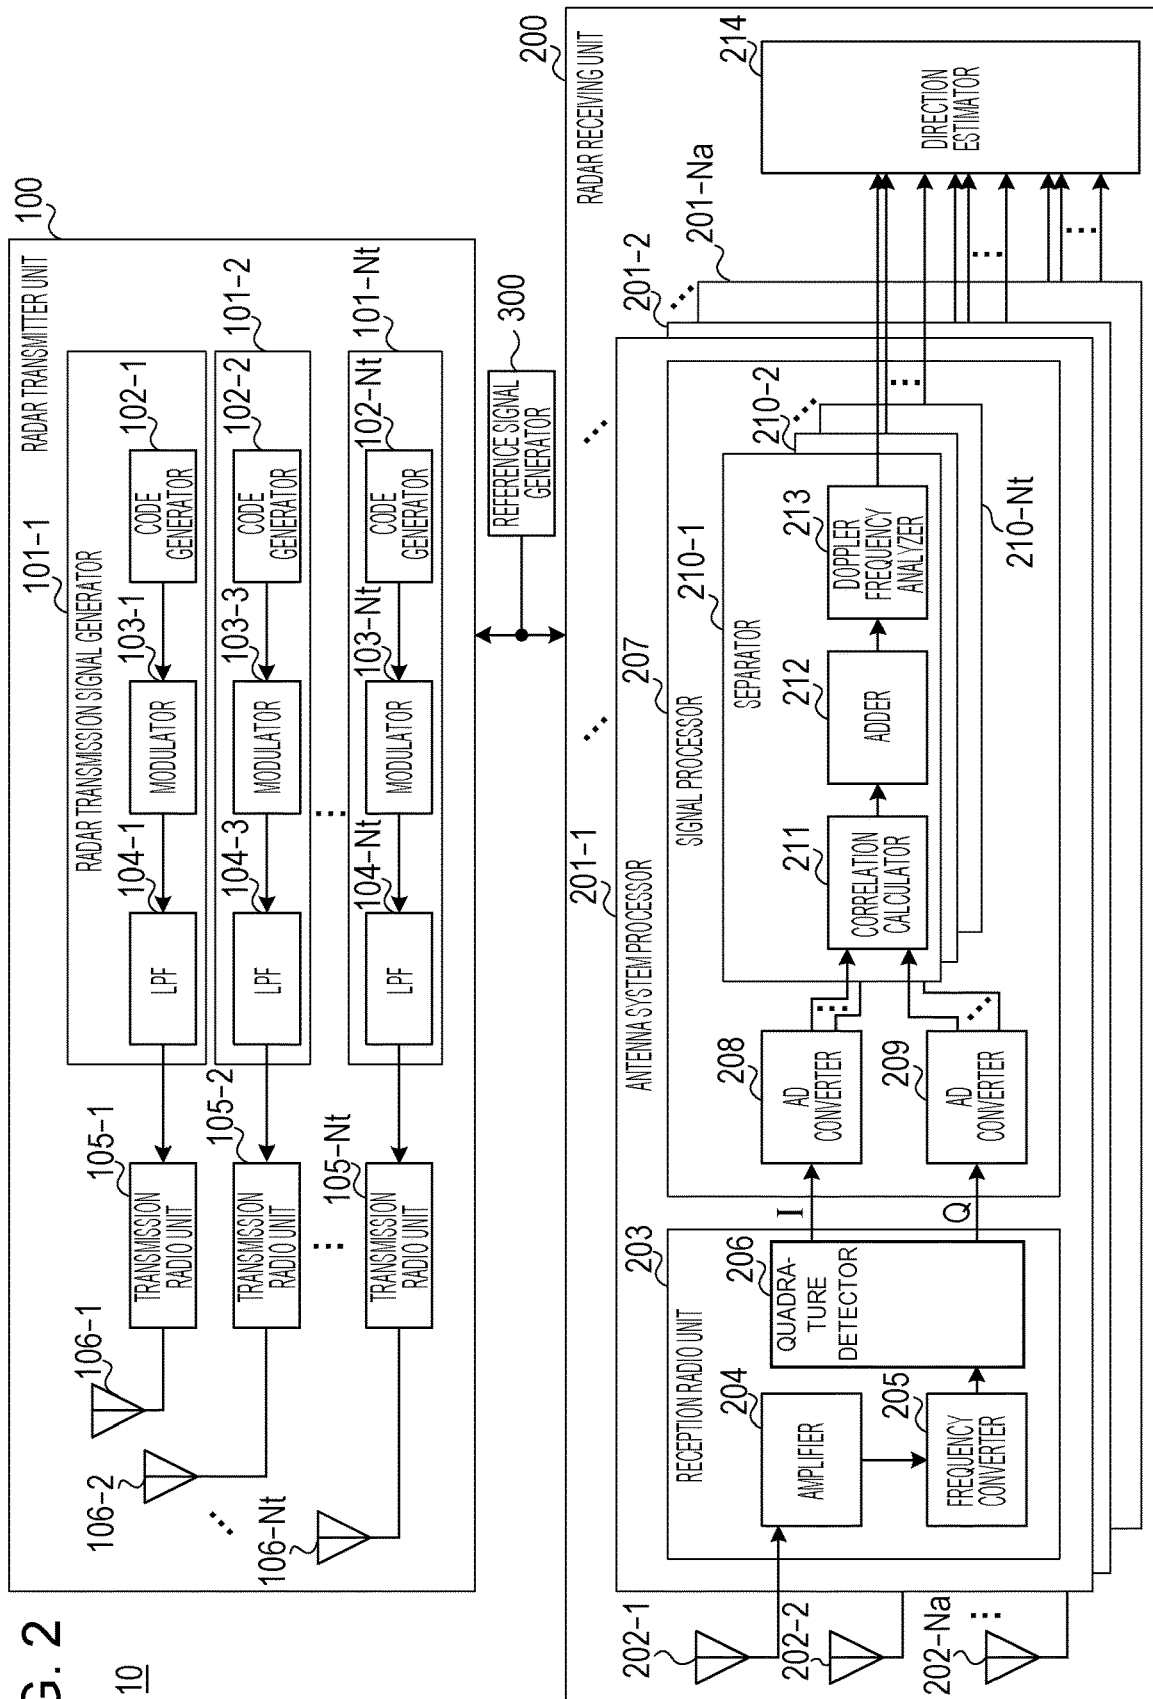 G. 2
10
100
RADAR TRANSMITTER UNIT
101-1
RADAR TRANSMISSION SIGNAL GENERATOR
106-1
105-1
TRANSMISSION
RADIO UNIT
104-1
LPF
103-1
MODULATOR
102-1
CODE
GENERATOR
101-2
106-2
105-2
TRANSMISSION
RADIO UNIT
104-3
LPF
103-3
MODULATOR
102-2
CODE
GENERATOR
101-Nt
106-Nt
105-Nt
TRANSMISSION
RADIO UNIT
104-Nt
LPF
103-Nt
MODULATOR
102-Nt
CODE
GENERATOR
300
REFERENCE SIGNAL
GENERATOR
200
RADAR RECEIVING UNIT
201-1
ANTENNA SYSTEM PROCESSOR
201-2
201-Na
202-1
202-2
202-Na
203
RECEPTION RADIO UNIT
204
AMPLIFIER
205
FREQUENCY
CONVERTER
206
QUADRA-
TURE
DETECTOR
I
Q
207
SIGNAL PROCESSOR
208
AD
CONVERTER
209
AD
CONVERTER
210-1
SEPARATOR
210-2
210-Nt
211
CORRELATION
CALCULATOR
212
ADDER
213
DOPPLER
FREQUENCY
ANALYZER
214
DIRECTION
ESTIMATOR